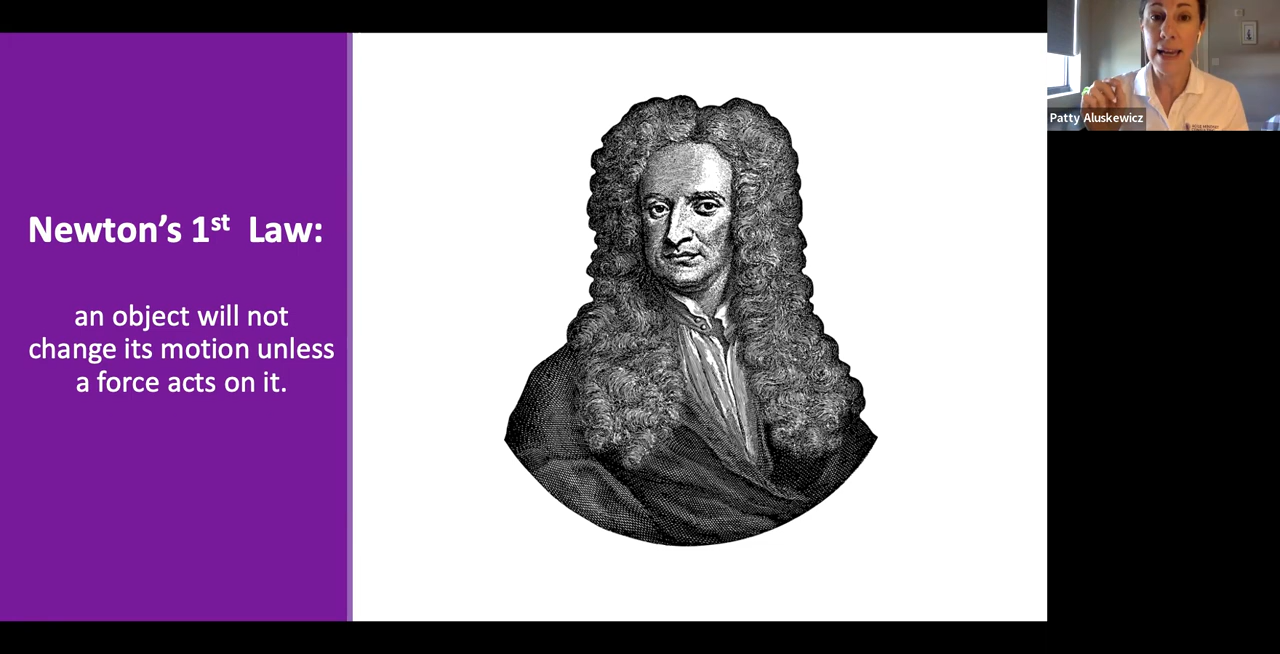 Newton’s 1st Law:
an object will not
change its motion unless
a force acts on it.
Patty Aluskewicz